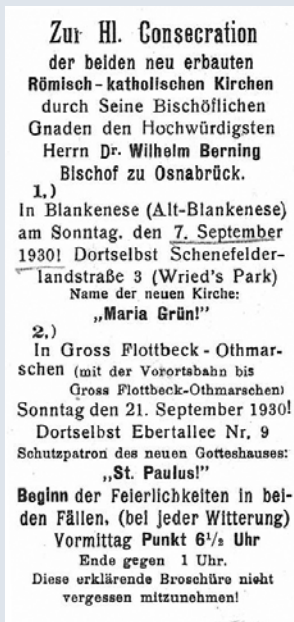 Zur Hl. Consecration
der beiden neu erbauten
Römisch-katholischen Kirchen
durch Seine Bischöflichen
Gnaden den Hochwürdigsten
Herrn Dr. Wilhelm Berning
Bischof zu Osnabrück.
1.)
In Blankenese (Alt-Blankenese)
am Sonntag. den 7. September
1930! Dortselbst Schenefelder-
landstraße 3 (Wried's Park)
Name der neuen Kirche:
„Maria Grün!"
2.)
In Gross Flottbeck - Othmar-
schen (mit der Vorortsbahn bis
Gross Flottbeck-Othmarschen)
Sonntag den 21. September 1930!
Dortselbst Ebertallee Nr. 9
Schutzpatron des neuen Gotteshauses:
„St. Paulus!"
Beginn der Feierlichkeiten in bei-
den Fällen, (bei jeder Witterung)
Vormittag Punkt 6½ Uhr
Ende gegen 1 Uhr.
Diese erklärende Broschüre nicht
vergessen mitzunehmen!